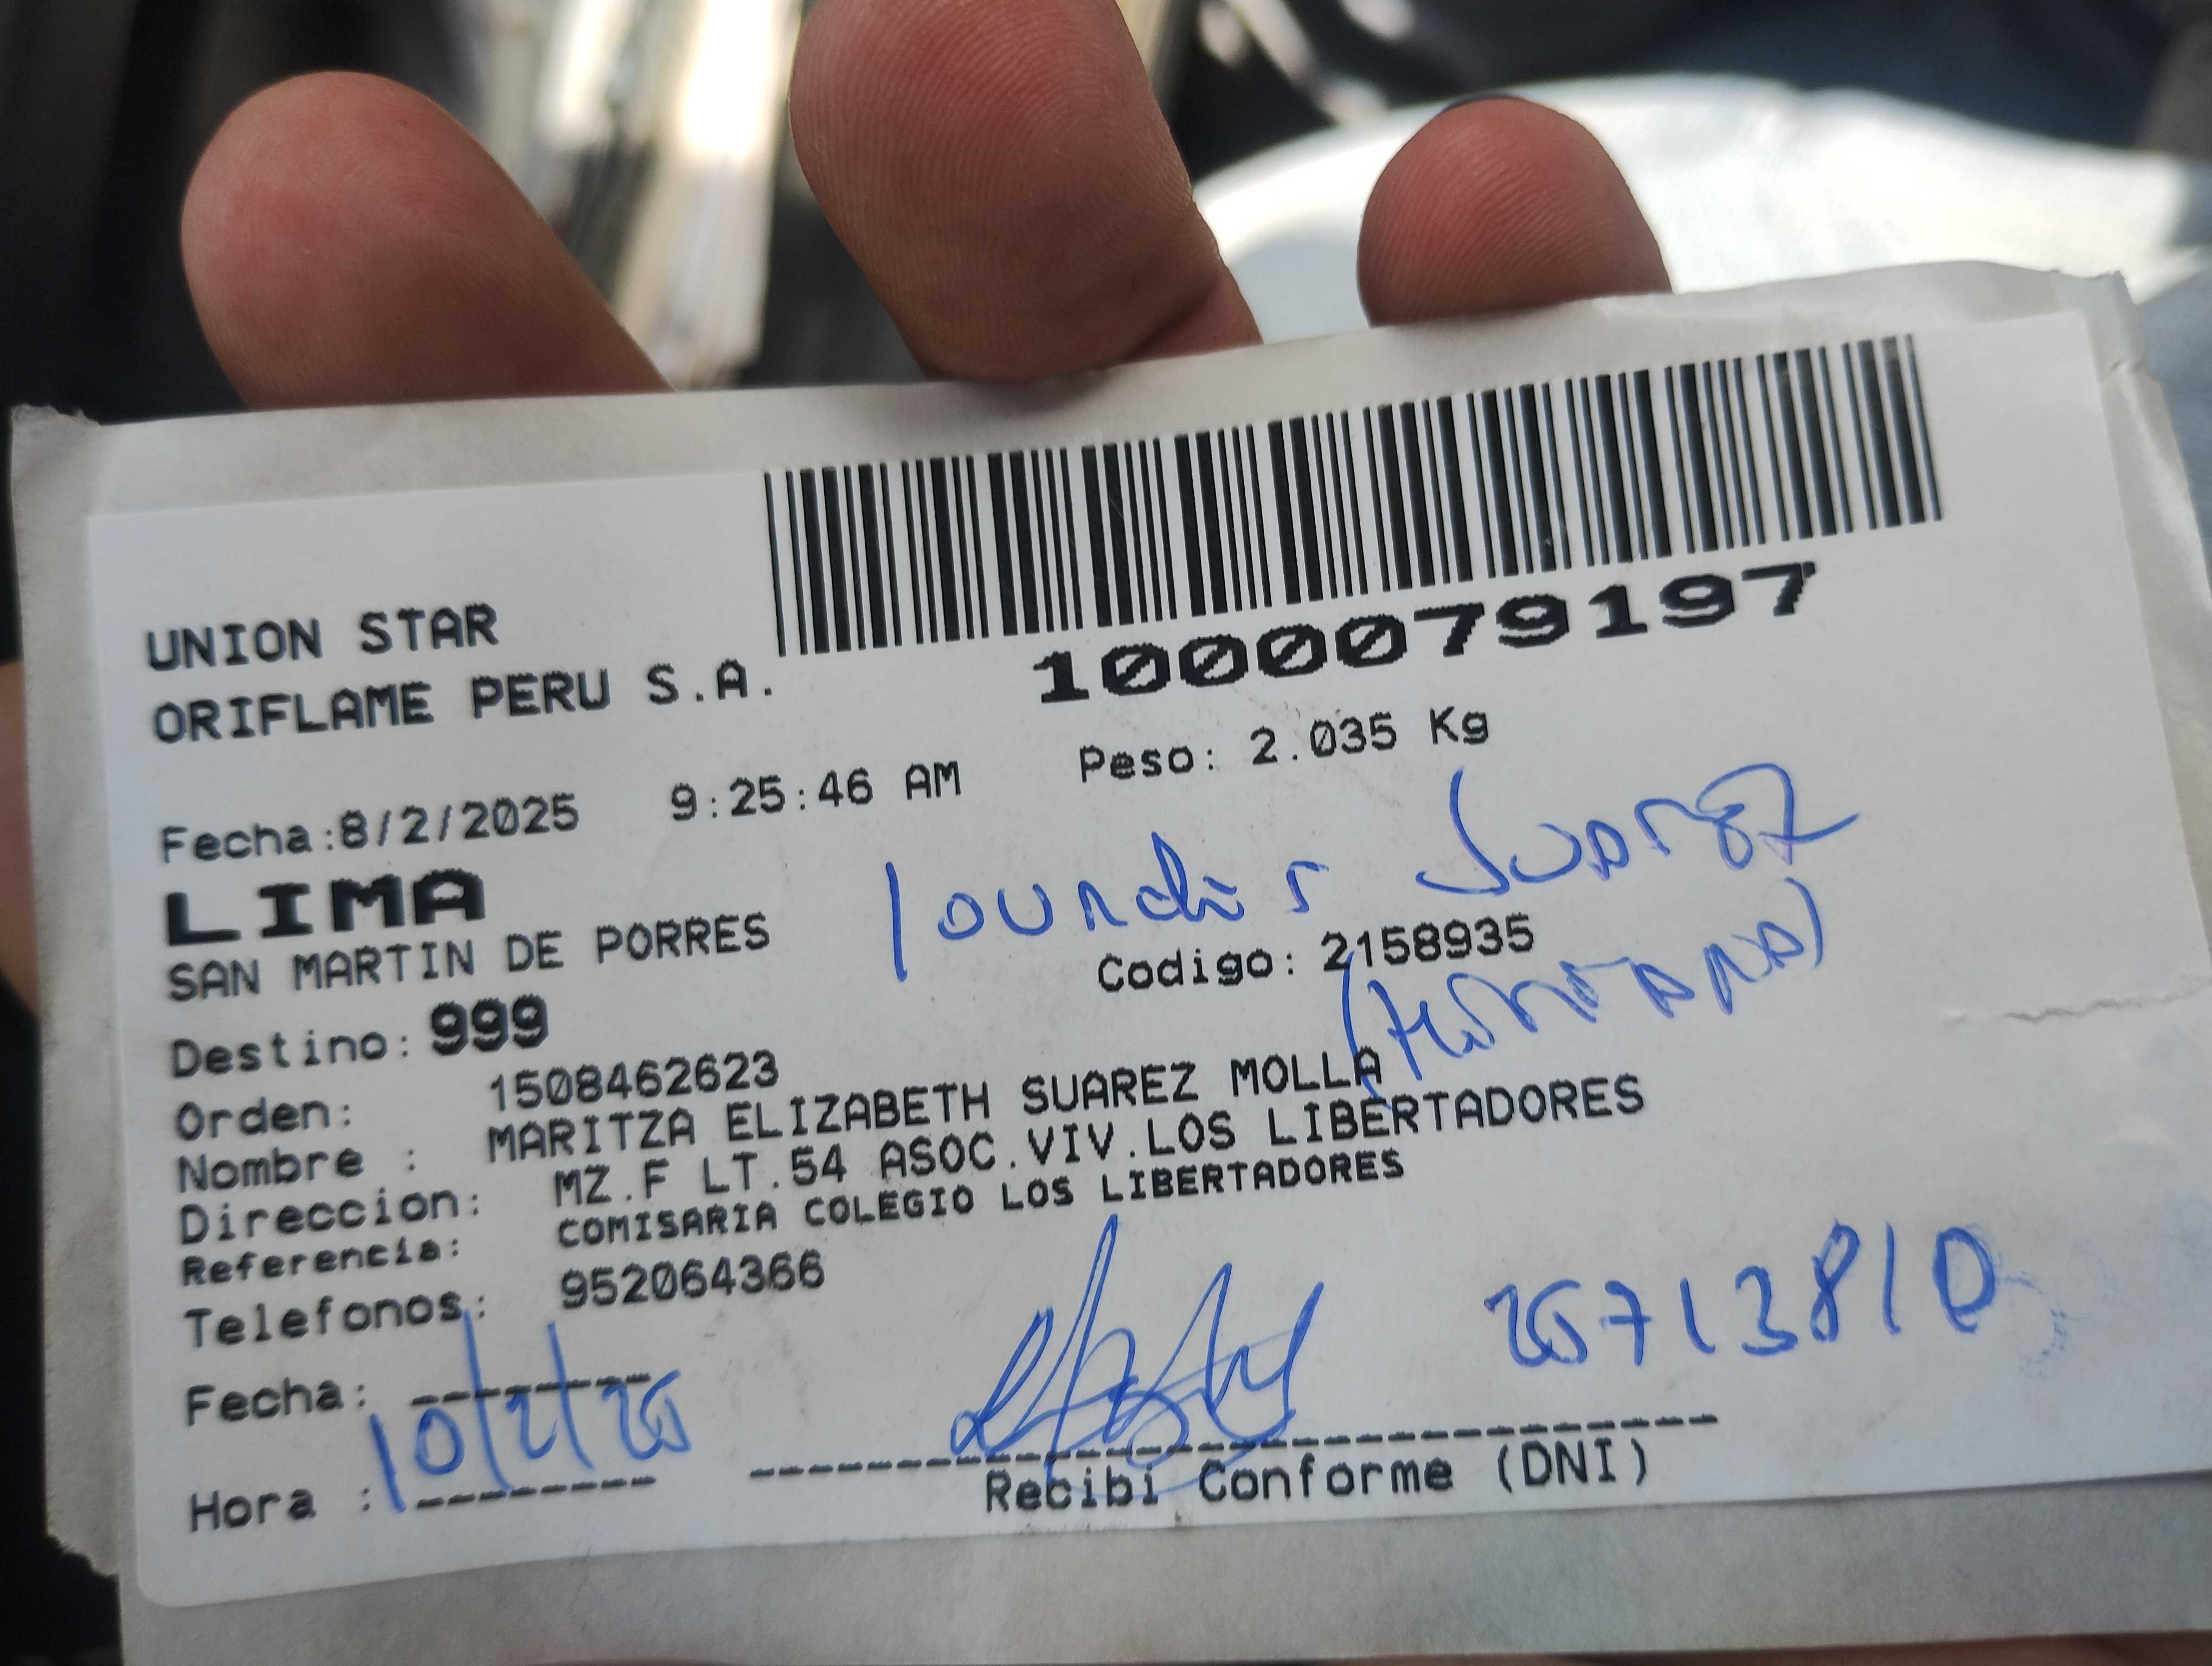 UNION STAR
ORIFLAME PERU S.A.
1000079197
Fecha:8/2/2025 9:25:46 AM Peso: 2.035 Kg
LIMA
lourdes Suarez
SAN MARTIN DE PORRES
Codigo: 2158935
(Hermana)
Destino: 999
Orden: 1508462623
Nombre : MARITZA ELIZABETH SUAREZ MOLLA
Direccion: MZ.F LT.54 ASOC.VIV.LOS LIBERTADORES
Referencia: COMISARIA COLEGIO LOS LIBERTADORES
Telefonos: 952064366
25713810
Fecha: 10/2/25
Hora :
Recibi Conforme (DNI)